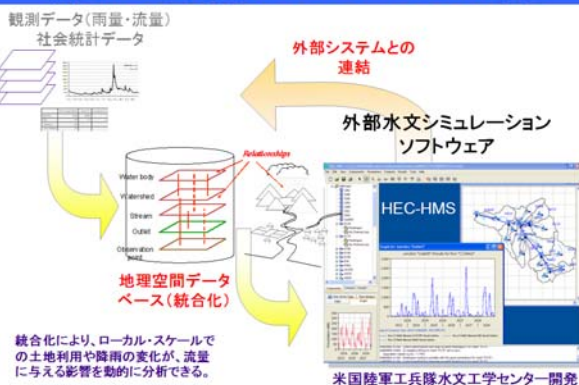 観測データ(雨量・流量)
社会統計データ
外部システムとの
連結
外部水文シミュレーション
ソフトウェア
Relationships
Water body
Watershed
Stream
Outlet
Observation
point
HEC-HMS
地理空間データ
ベース(統合化)
統合化により、ローカル・スケールで
の土地利用や降雨の変化が、流量
に与える影響を動的に分析できる。
米国陸軍工兵隊水文工学センター開発